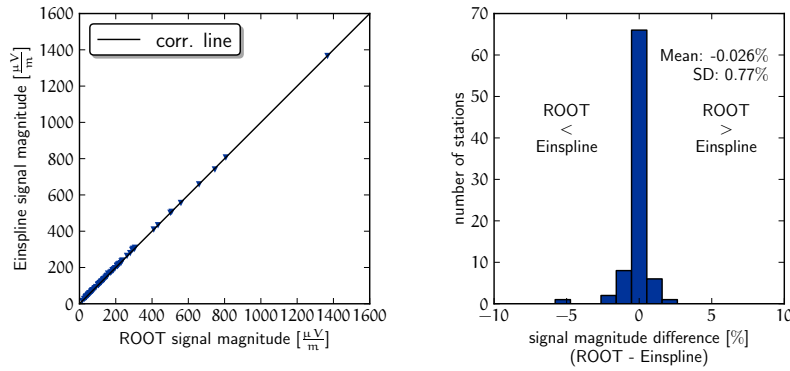 1600
1400
1200
1000
800
600
400
200
0
0 200 400 600 800 1000 1200 1400 1600
Einspline signal magnitude [μV/m]
ROOT signal magnitude [μV/m]
corr. line
70
60
50
40
30
20
10
0
−10 −5 0 5 10
number of stations
Mean: -0.026%
SD: 0.77%
ROOT
<
Einspline
ROOT
>
Einspline
signal magnitude difference [%]
(ROOT - Einspline)